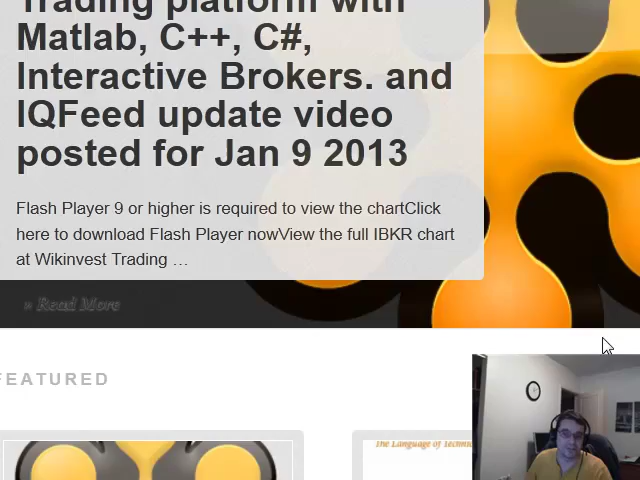 Trading platform with
Matlab, C++, C#,
Interactive Brokers. and
IQFeed update video
posted for Jan 9 2013
Flash Player 9 or higher is required to view the chartClick
here to download Flash Player nowView the full IBKR chart
at Wikinvest Trading …
» Read More
FEATURED
The Language of Technic